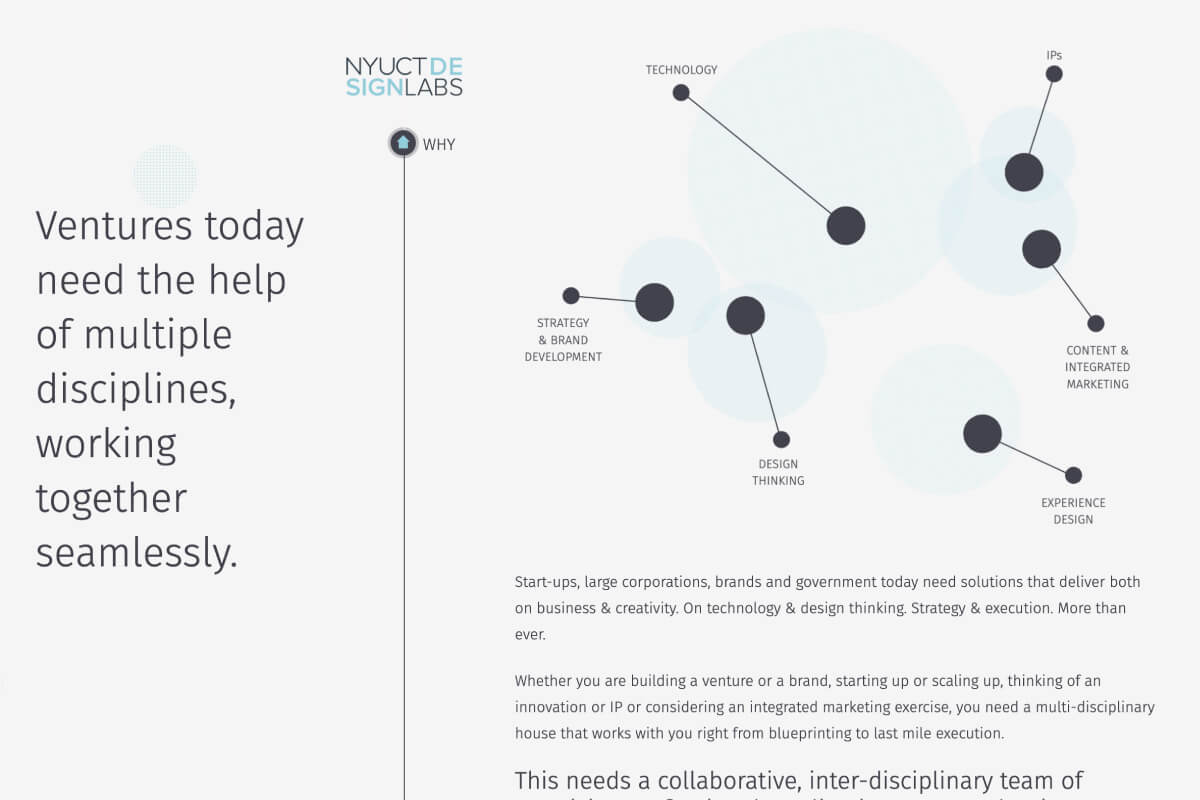 NYUCTDE
SIGNLABS
WHY
Ventures today
need the help
of multiple
disciplines,
working
together
seamlessly.
TECHNOLOGY
IPs
STRATEGY
& BRAND
DEVELOPMENT
CONTENT &
INTEGRATED
MARKETING
DESIGN
THINKING
EXPERIENCE
DESIGN
Start-ups, large corporations, brands and government today need solutions that deliver both
on business & creativity. On technology & design thinking. Strategy & execution. More than
ever.
Whether you are building a venture or a brand, starting up or scaling up, thinking of an
innovation or IP or considering an integrated marketing exercise, you need a multi-disciplinary
house that works with you right from blueprinting to last mile execution.
This needs a collaborative, inter-disciplinary team of